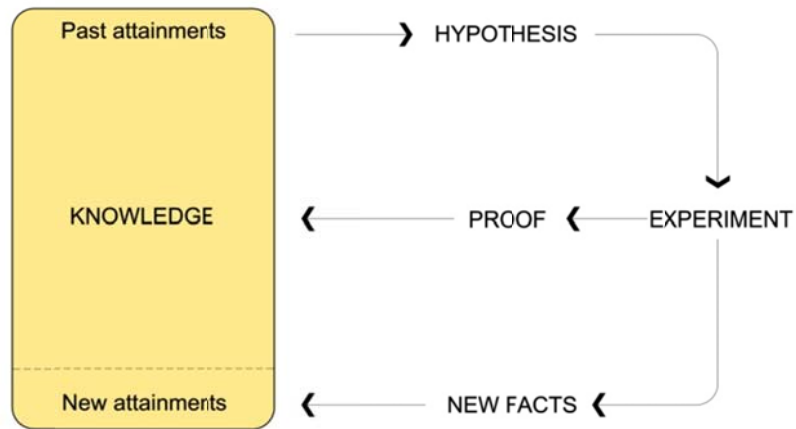 Past attainments
HYPOTHESIS
KNOWLEDGE
PROOF
EXPERIMENT
New attainments
NEW FACTS